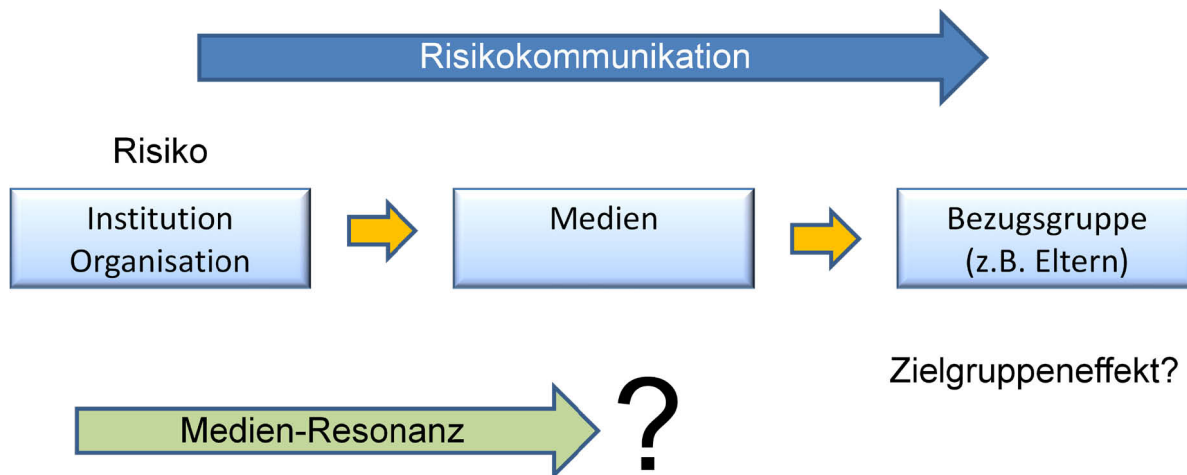 Risikokommunikation
Risiko
Institution
Organisation
Medien
Bezugsgruppe
(z.B. Eltern)
Zielgruppeneffekt?
Medien-Resonanz
?